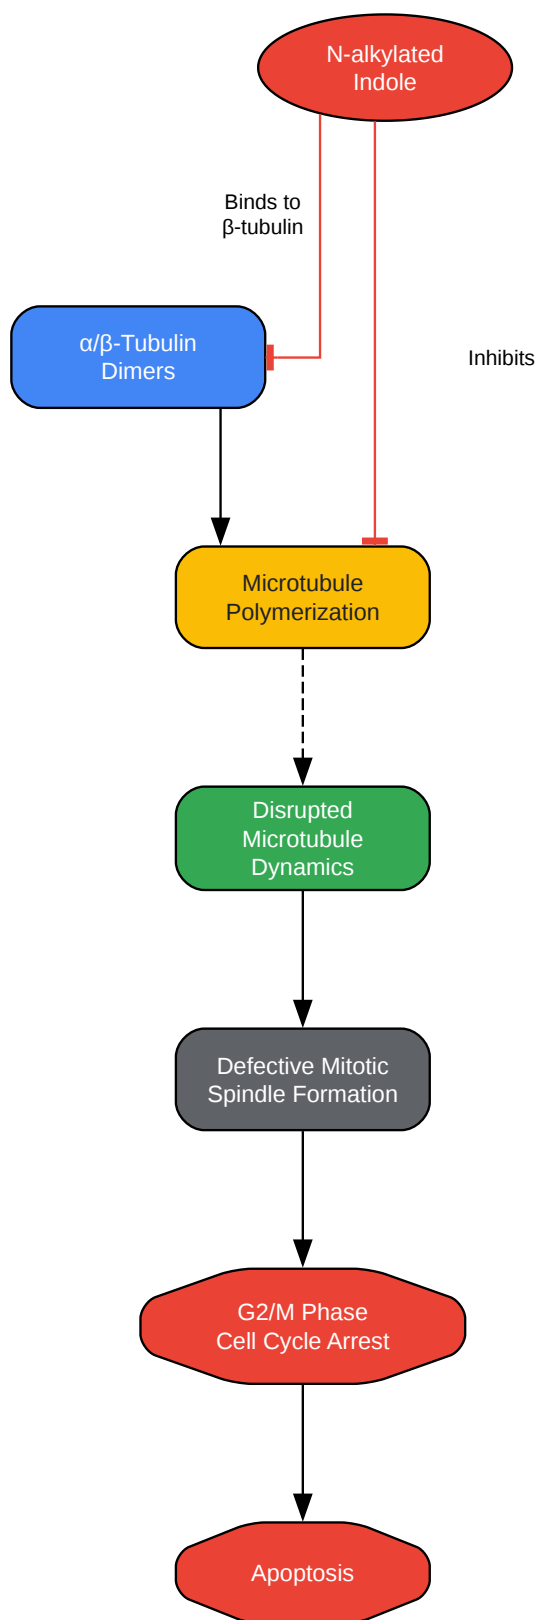 N-alkylated
Indole
Binds to
β-tubulin
α/β-Tubulin
Dimers
Inhibits
Microtubule
Polymerization
Disrupted
Microtubule
Dynamics
Defective Mitotic
Spindle Formation
G2/M Phase
Cell Cycle Arrest
Apoptosis